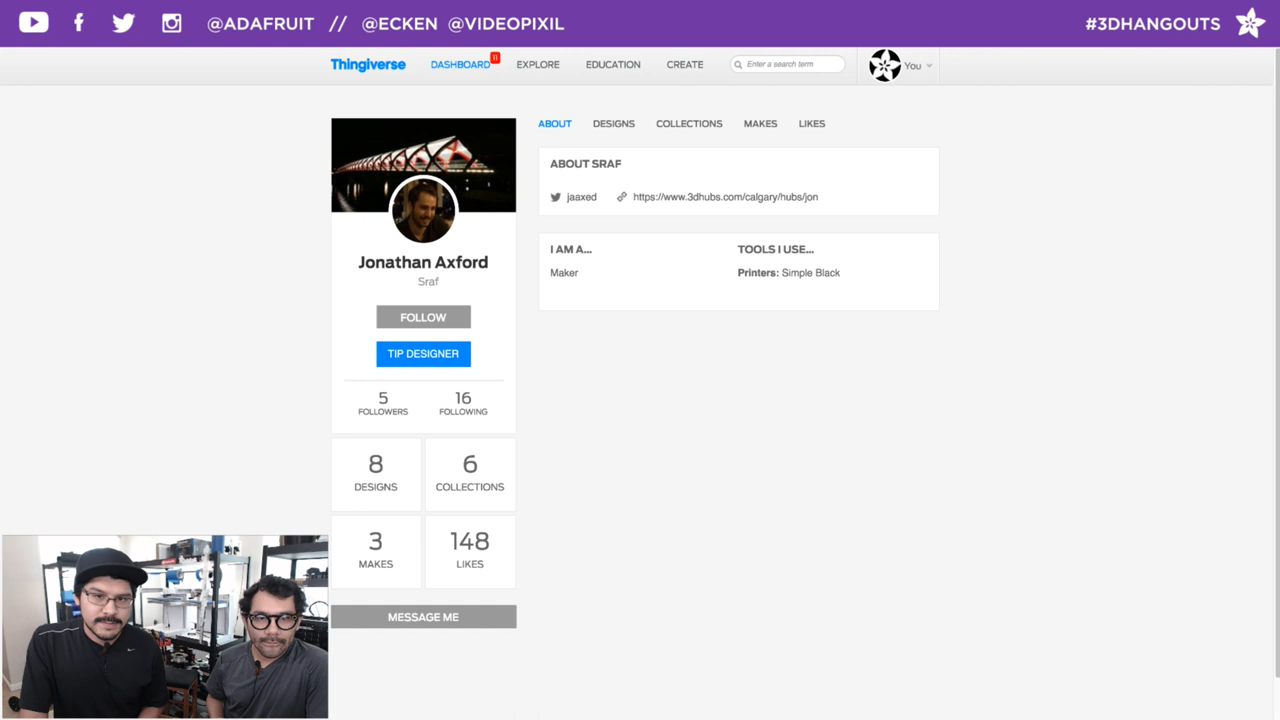 @ADAFRUIT // @ECKEN @VIDEOPIXIL
#3DHANGOUTS
Thingiverse
DASHBOARD
11
EXPLORE
EDUCATION
CREATE
Enter a search term
You
ABOUT
DESIGNS
COLLECTIONS
MAKES
LIKES
ABOUT SRAF
jaaxed
https://www.3dhubs.com/calgary/hubs/jon
I AM A...
Maker
TOOLS I USE...
Printers: Simple Black
Jonathan Axford
Sraf
FOLLOW
TIP DESIGNER
5
FOLLOWERS
16
FOLLOWING
8
DESIGNS
6
COLLECTIONS
3
MAKES
148
LIKES
MESSAGE ME